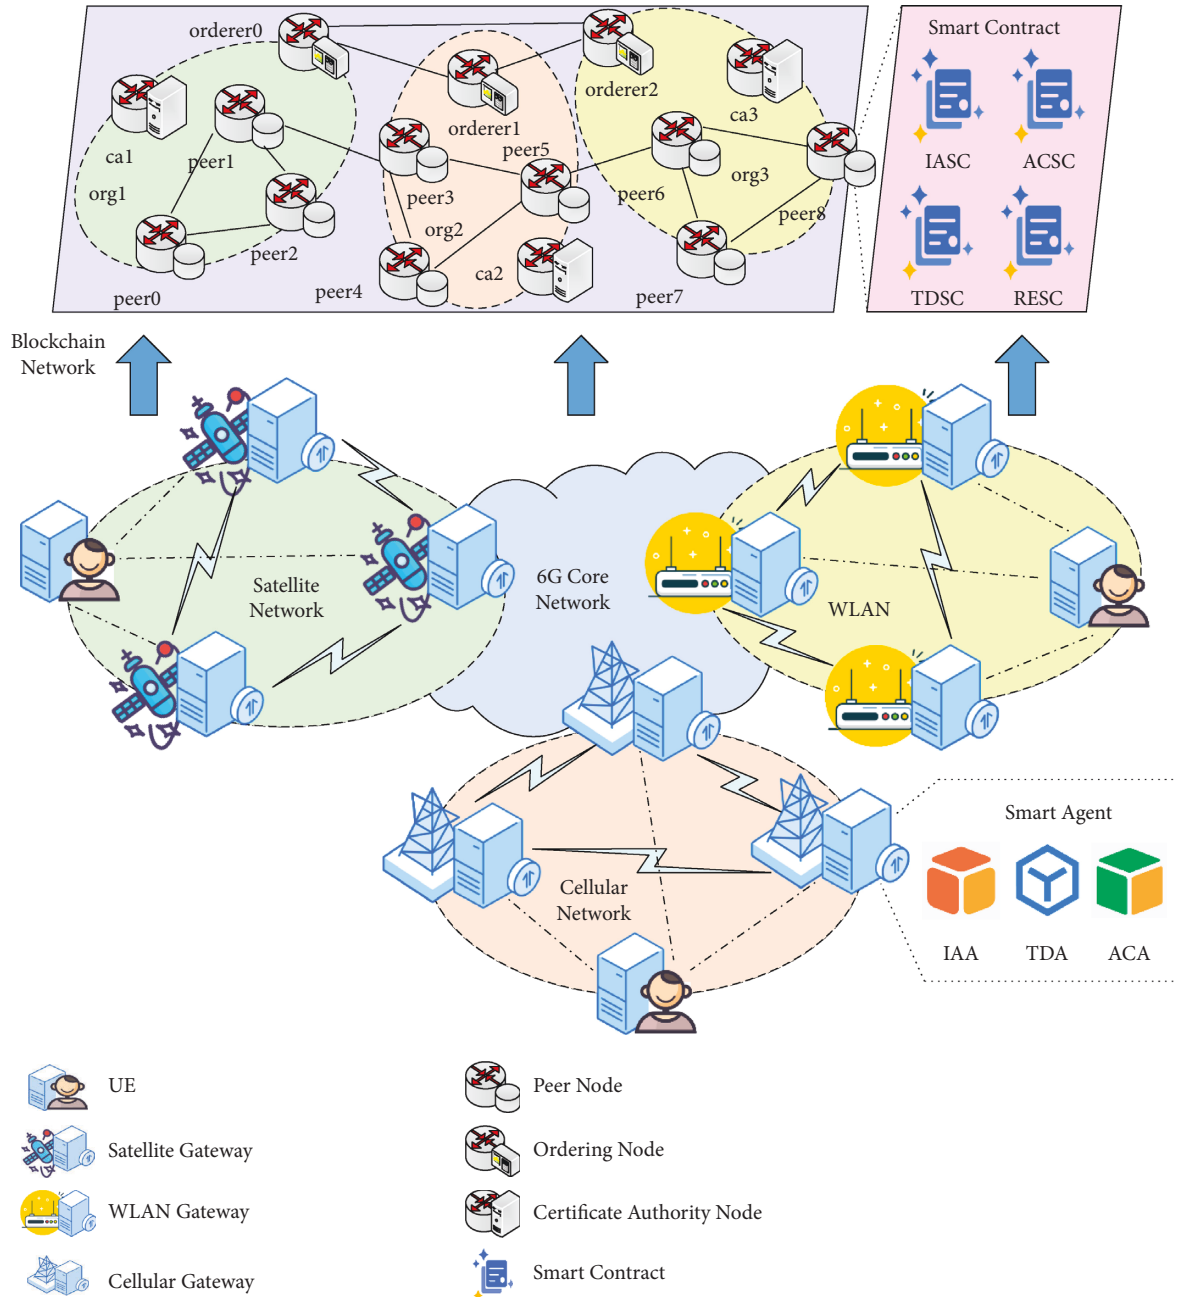 orderer0
Smart Contract
orderer2
ca3
orderer1
ca1
peer1
peer5
IASC
ACSC
org1
peer3
peer6
org3
peer8
org2
peer2
ca2
peer0
peer4
peer7
TDSC
RESC
Blockchain
Network
Satellite
Network
6G Core
Network
WLAN
Smart Agent
Cellular
Network
IAA
TDA
ACA
UE
Peer Node
Satellite Gateway
Ordering Node
WLAN Gateway
Certificate Authority Node
Cellular Gateway
Smart Contract